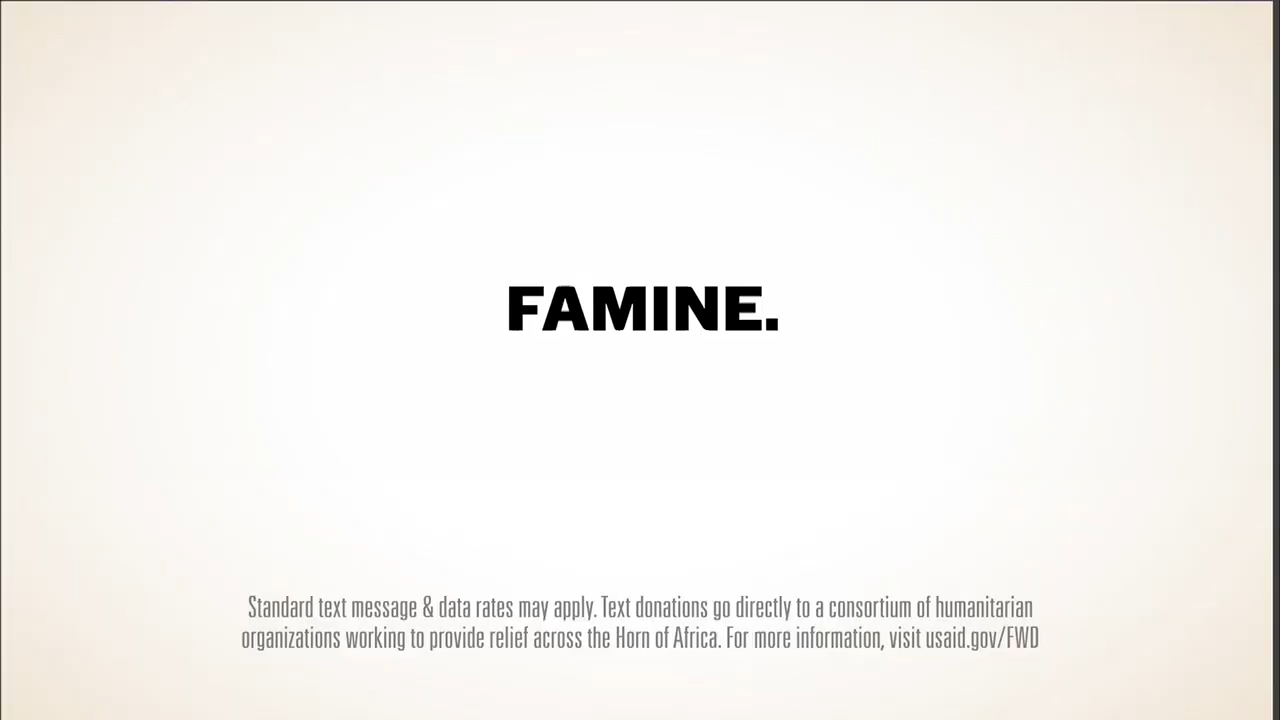 FAMINE.
Standard text message & data rates may apply. Text donations go directly to a consortium of humanitarian
organizations working to provide relief across the Horn of Africa. For more information, visit usaid.gov/FWD